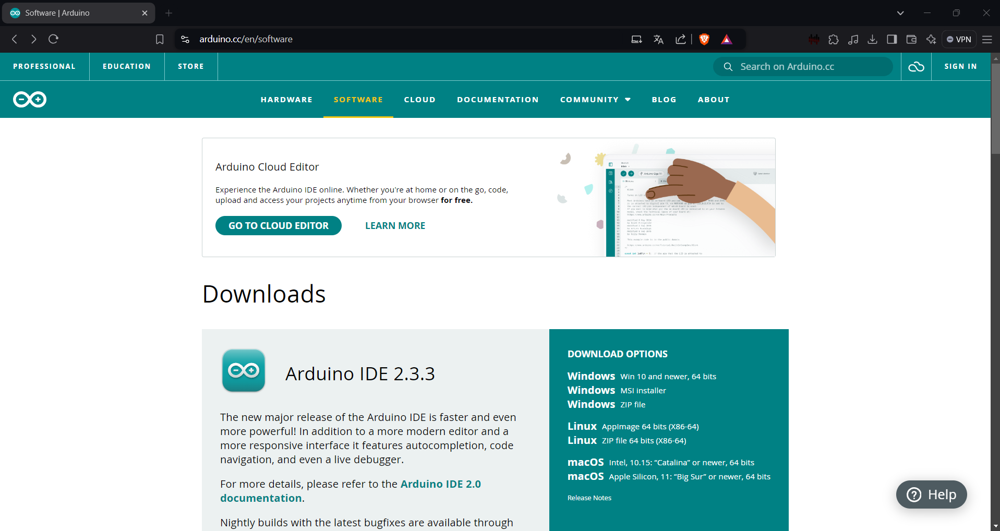 Software | Arduino
arduino.cc/en/software
VPN
PROFESSIONAL
EDUCATION
STORE
Search on Arduino.cc
SIGN IN
HARDWARE
SOFTWARE
CLOUD
DOCUMENTATION
COMMUNITY
BLOG
ABOUT
Arduino Cloud Editor
Experience the Arduino IDE online. Whether you're at home or on the go, code,
upload and access your projects anytime from your browser for free.
GO TO CLOUD EDITOR
LEARN MORE
Downloads
Arduino IDE 2.3.3
The new major release of the Arduino IDE is faster and even
more powerful! In addition to a more modern editor and a
more responsive interface it features autocompletion, code
navigation, and even a live debugger.
For more details, please refer to the Arduino IDE 2.0
documentation.
Nightly builds with the latest bugfixes are available through
DOWNLOAD OPTIONS
Windows Win 10 and newer, 64 bits
Windows MSI installer
Windows ZIP file
Linux AppImage 64 bits (X86-64)
Linux ZIP file 64 bits (X86-64)
macOS Intel, 10.15: “Catalina” or newer, 64 bits
macOS Apple Silicon, 11: “Big Sur” or newer, 64 bits
Release Notes
Help